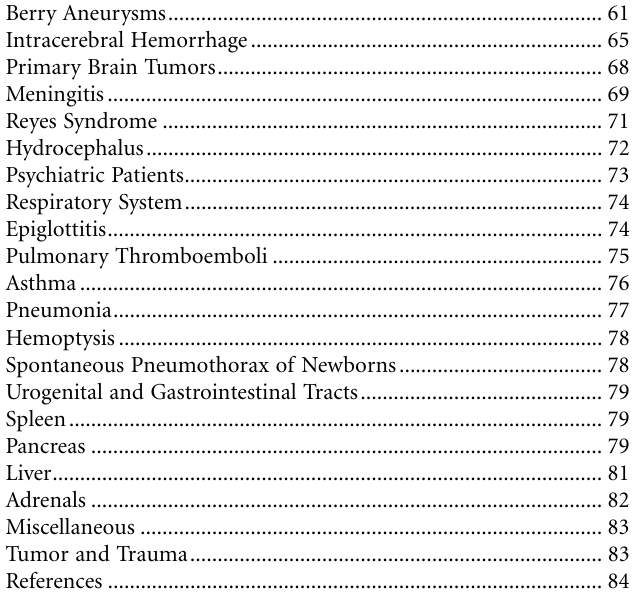 Berry Aneurysms.......................................................................................... 61
Intracerebral Hemorrhage.......................................................................... 65
Primary Brain Tumors................................................................................ 68
Meningitis.................................................................................................... 69
Reyes Syndrome .......................................................................................... 71
Hydrocephalus............................................................................................. 72
Psychiatric Patients...................................................................................... 73
Respiratory System...................................................................................... 74
Epiglottitis.................................................................................................... 74
Pulmonary Thromboemboli ...................................................................... 75
Asthma ......................................................................................................... 76
Pneumonia................................................................................................... 77
Hemoptysis .................................................................................................. 78
Spontaneous Pneumothorax of Newborns................................................ 78
Urogenital and Gastrointestinal Tracts...................................................... 79
Spleen........................................................................................................... 79
Pancreas ....................................................................................................... 79
Liver.............................................................................................................. 81
Adrenals ....................................................................................................... 82
Miscellaneous .............................................................................................. 83
Tumor and Trauma..................................................................................... 83
References .................................................................................................... 84